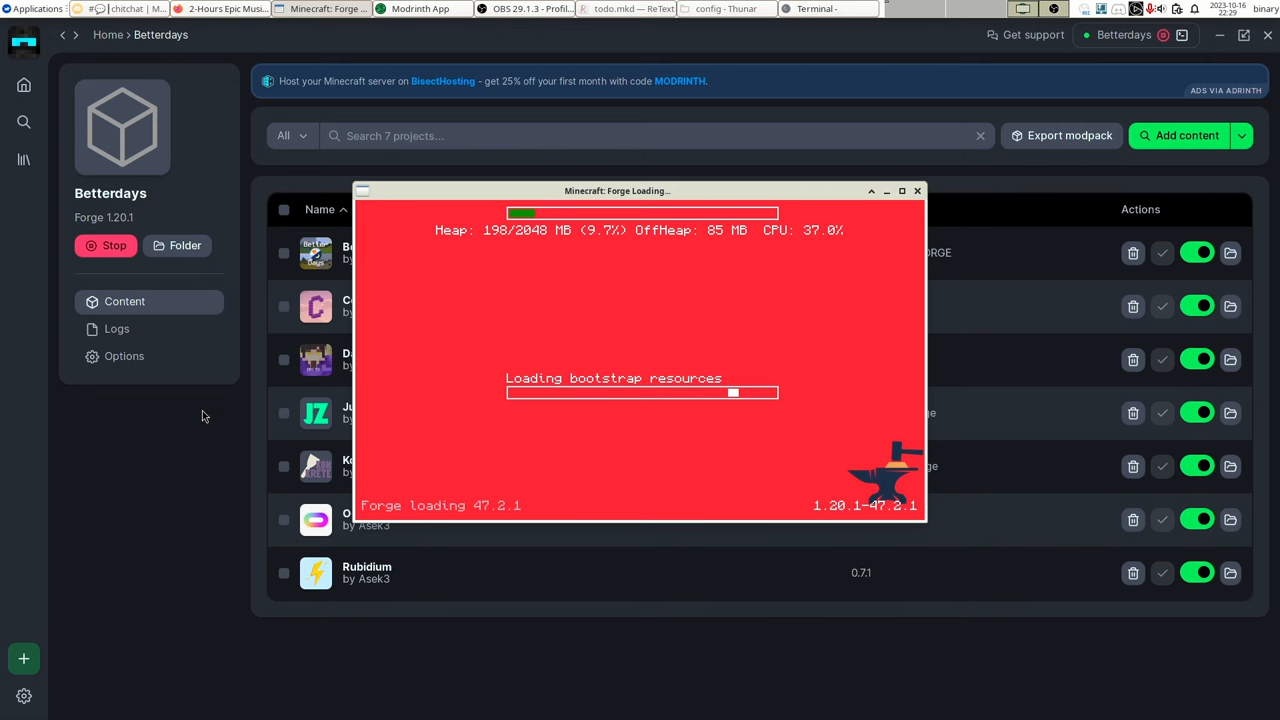 Applications
#💬|chitchat | M...
2-Hours Epic Musi...
Minecraft: Forge ...
Modrinth App
OBS 29.1.3 - Profil...
todo.mkd — ReText
config - Thunar
Terminal -
2023-10-16
22:29
binary
Home › Betterdays
Get support
Betterdays
Host your Minecraft server on BisectHosting - get 25% off your first month with code MODRINTH.
ADS VIA ADRINTH
All
Search 7 projects...
Export modpack
Add content
Betterdays
Forge 1.20.1
Stop
Folder
Content
Logs
Options
Name
Actions
Minecraft: Forge Loading...
Heap: 198/2048 MB (9.7%) OffHeap: 85 MB CPU: 37.0%
Loading bootstrap resources
Forge loading 47.2.1
1.20.1-47.2.1
by Asek3
Rubidium
by Asek3
0.7.1